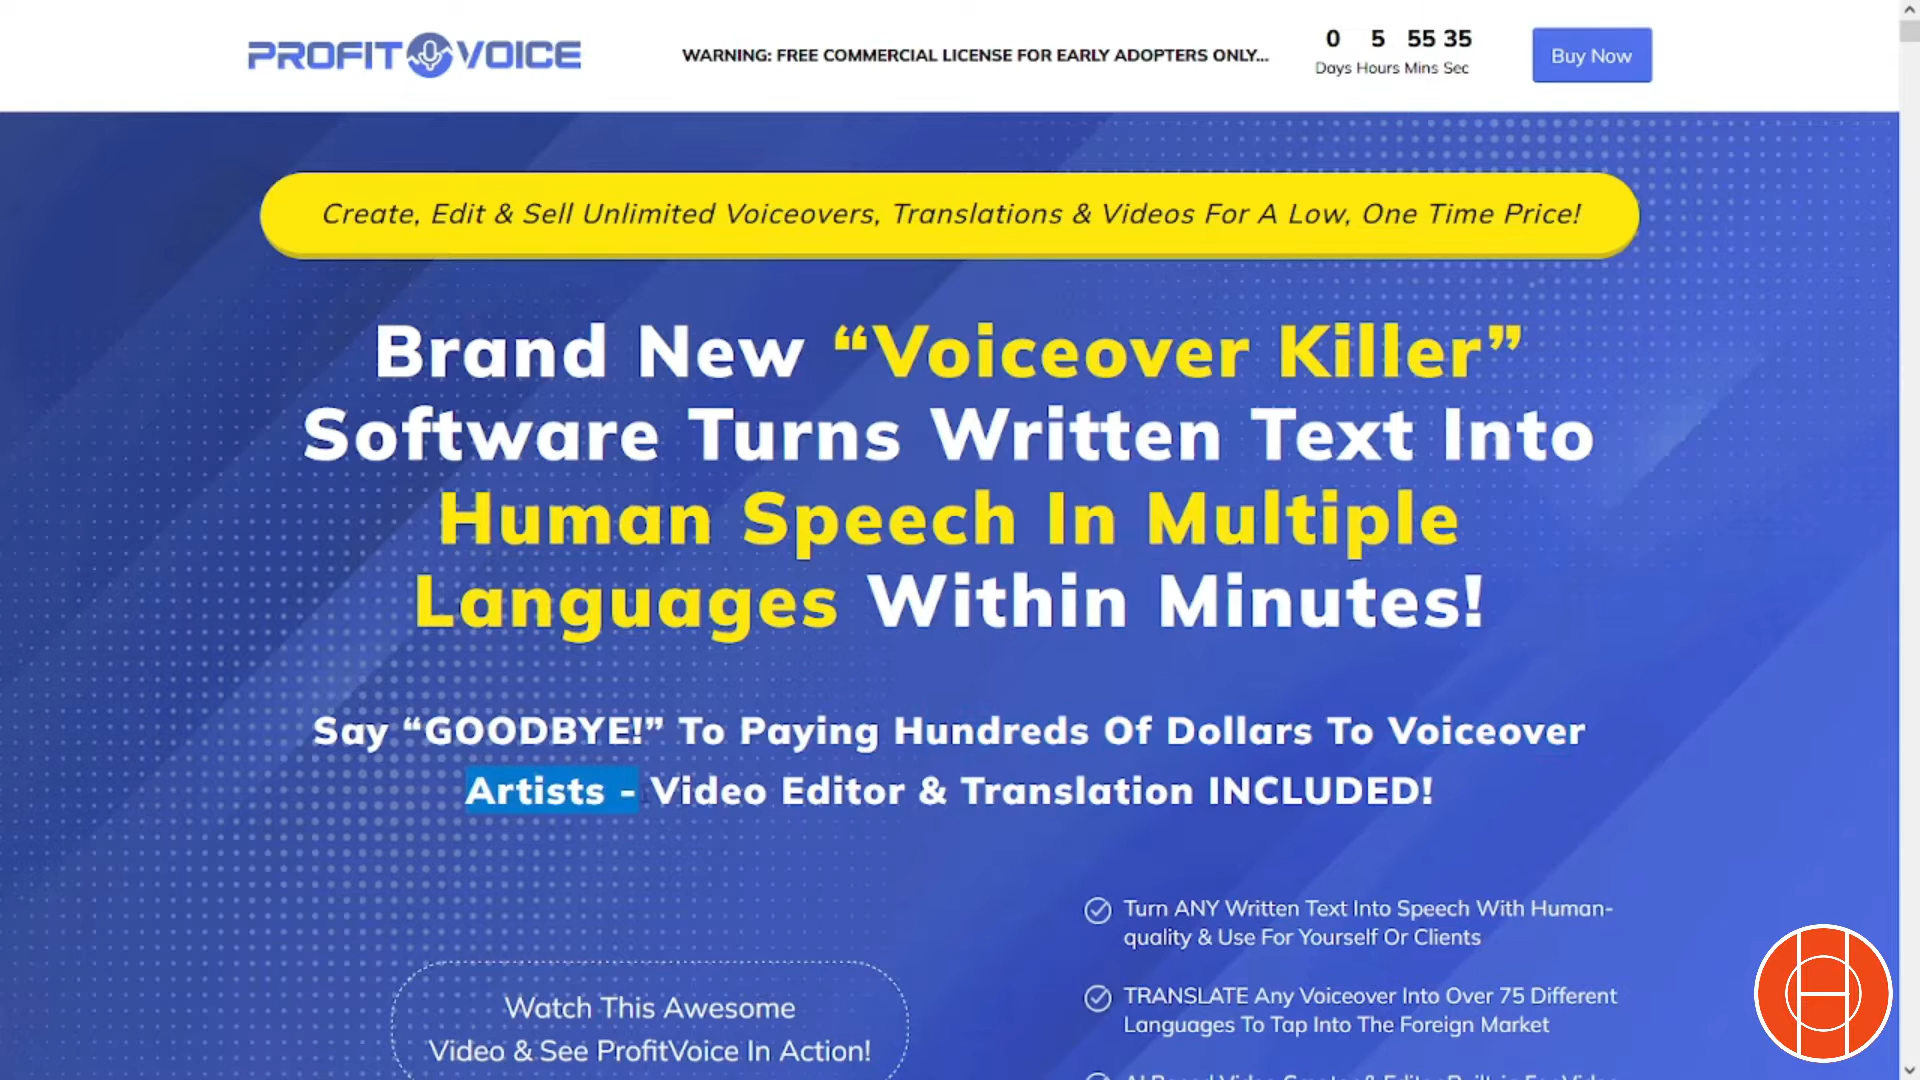 PROFIT VOICE
WARNING: FREE COMMERCIAL LICENSE FOR EARLY ADOPTERS ONLY...
0 5 55 35
Days Hours Mins Sec
Buy Now
Create, Edit & Sell Unlimited Voiceovers, Translations & Videos For A Low, One Time Price!
Brand New “Voiceover Killer”
Software Turns Written Text Into
Human Speech In Multiple
Languages Within Minutes!
Say “GOODBYE!” To Paying Hundreds Of Dollars To Voiceover
Artists - Video Editor & Translation INCLUDED!
Watch This Awesome
Video & See ProfitVoice In Action!
Turn ANY Written Text Into Speech With Human-
quality & Use For Yourself Or Clients
TRANSLATE Any Voiceover Into Over 75 Different
Languages To Tap Into The Foreign Market